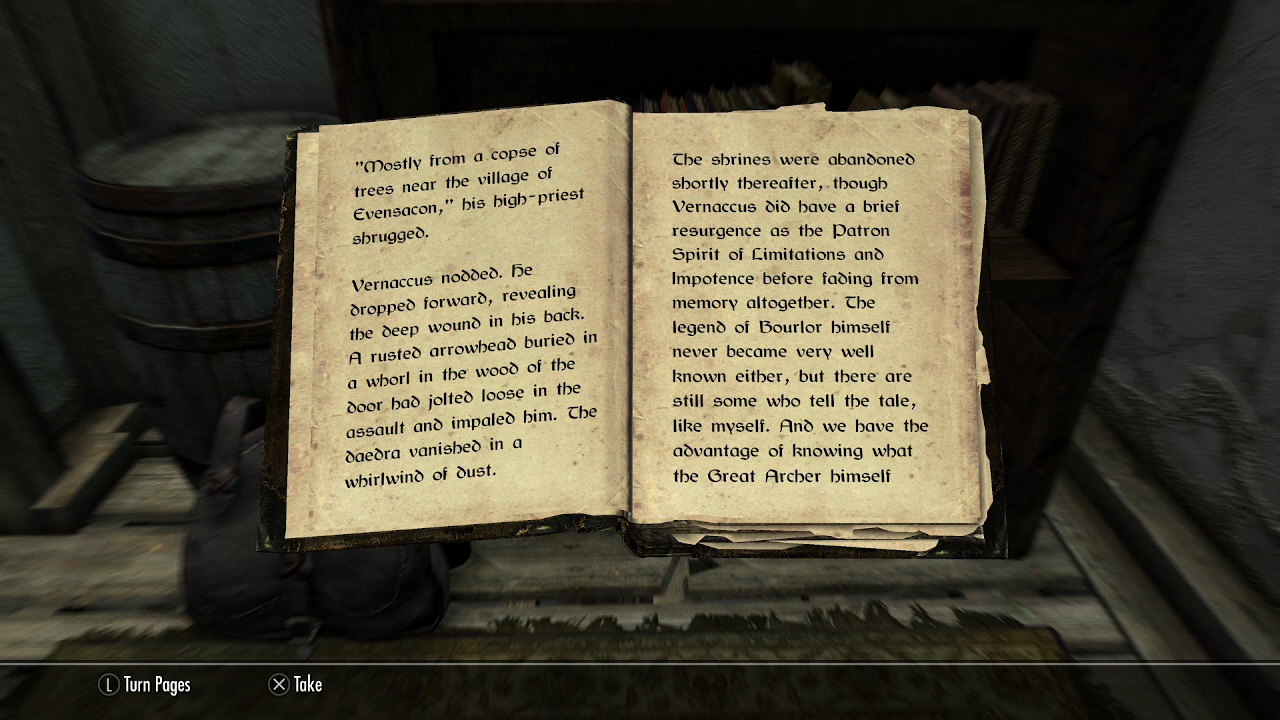 "Mostly from a copse of
trees near the village of
Evensacon," his high-priest
shrugged.
Vernaccus nodded. He
dropped forward, revealing
the deep wound in his back.
A rusted arrowhead buried in
a whorl in the wood of the
door had jolted loose in the
assault and impaled him. The
daedra vanished in a
whirlwind of dust.
The shrines were abandoned
shortly thereafter, though
Vernaccus did have a brief
resurgence as the Patron
Spirit of Limitations and
Impotence before fading from
memory altogether. The
legend of Bourlor himself
never became very well
known either, but there are
still some who tell the tale,
like myself. And we have the
advantage of knowing what
the Great Archer himself
L Turn Pages
X Take